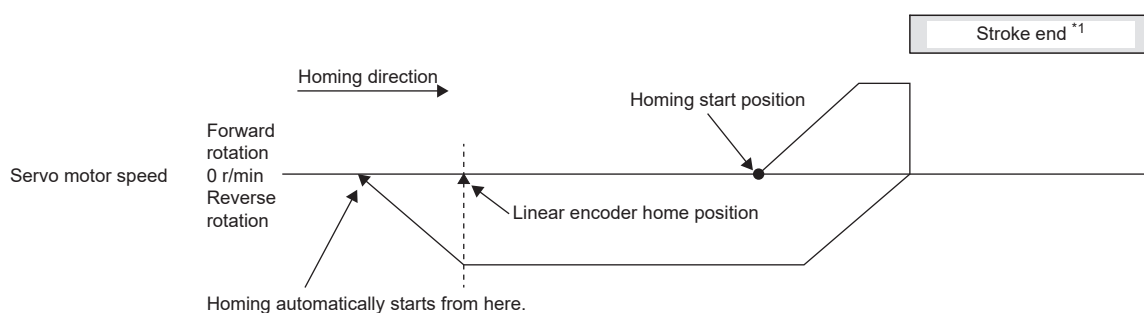 Stroke end *1
Homing direction
Homing start position
Forward
rotation
Servo motor speed
0 r/min
Reverse
rotation
Linear encoder home position
Homing automatically starts from here.